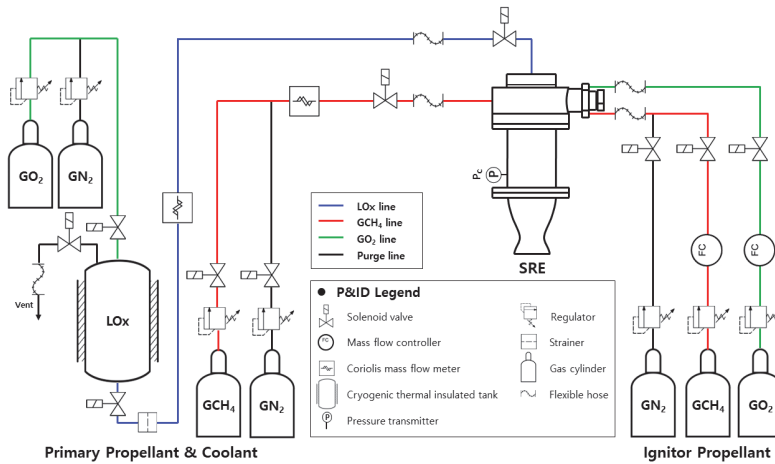 GO2
GN2
LOx
Vent
GCH4
GN2
Pc
P
SRE
LOx line
GCH4 line
GO2 line
Purge line
● P&ID Legend
Solenoid valve
FC
Mass flow controller
Coriolis mass flow meter
Cryogenic thermal insulated tank
P
Pressure transmitter
Regulator
Strainer
Gas cylinder
Flexible hose
FC
FC
GN2
GCH4
GO2
Primary Propellant & Coolant
Ignitor Propellant